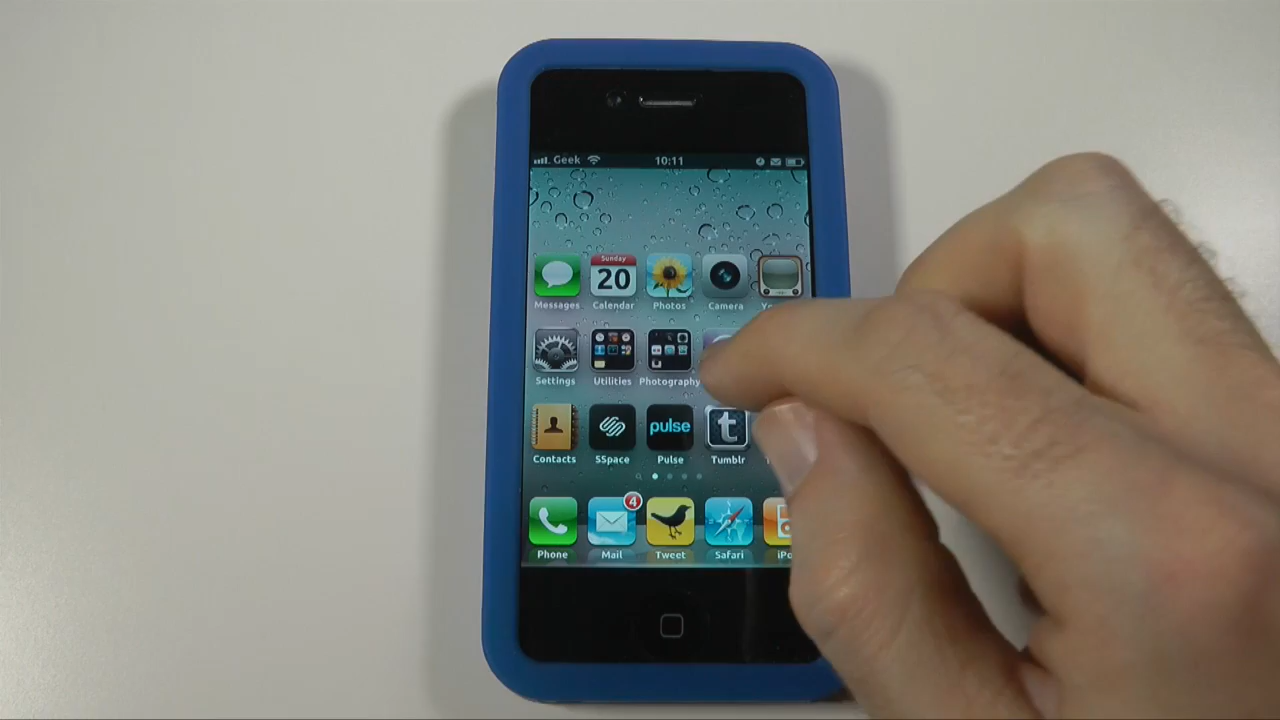 Geek 10:11
Sunday
20
Messages Calendar Photos Camera
Settings Utilities Photography
pulse t
Contacts SSpace Pulse Tumblr
4
Phone Mail Tweet Safari